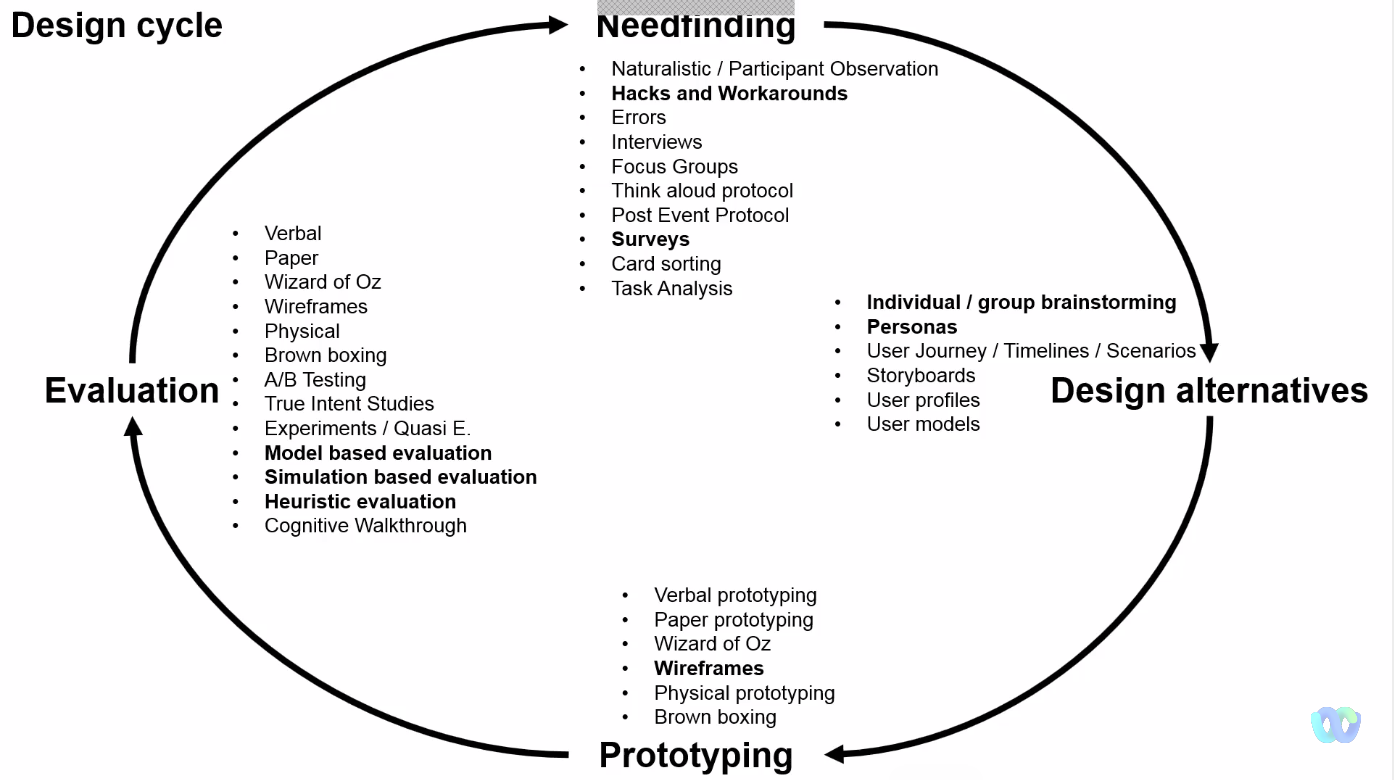 Design cycle
Needfinding
• Naturalistic / Participant Observation
• Hacks and Workarounds
• Errors
• Interviews
• Focus Groups
• Think aloud protocol
• Post Event Protocol
• Surveys
• Card sorting
• Task Analysis
• Individual / group brainstorming
• Personas
• User Journey / Timelines / Scenarios
• Storyboards
• User profiles
• User models
Design alternatives
• Verbal prototyping
• Paper prototyping
• Wizard of Oz
• Wireframes
• Physical prototyping
• Brown boxing
Prototyping
• Verbal
• Paper
• Wizard of Oz
• Wireframes
• Physical
• Brown boxing
• A/B Testing
• True Intent Studies
• Experiments / Quasi E.
• Model based evaluation
• Simulation based evaluation
• Heuristic evaluation
• Cognitive Walkthrough
Evaluation